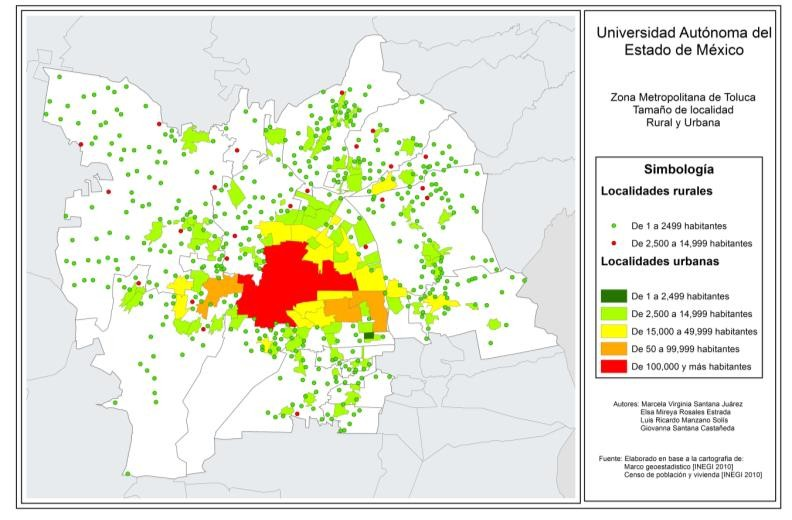 Universidad Autónoma del
Estado de México
Zona Metropolitana de Toluca
Tamaño de localidad
Rural y Urbana
Simbología
Localidades rurales
De 1 a 2499 habitantes
De 2,500 a 14,999 habitantes
Localidades urbanas
De 1 a 2,499 habitantes
De 2,500 a 14,999 habitantes
De 15,000 a 49,999 habitantes
De 50 a 99,999 habitantes
De 100,000 y más habitantes
Autores: Marcela Virginia Santana Juárez
Elsa Mireya Rosales Estrada
Luis Ricardo Manzano Solís
Giovanna Santana Castañeda
Fuente: Elaborado en base a la cartografia de:
Marco geoestadistico [INEGI 2010]
Censo de población y vivienda [INEGI 2010]